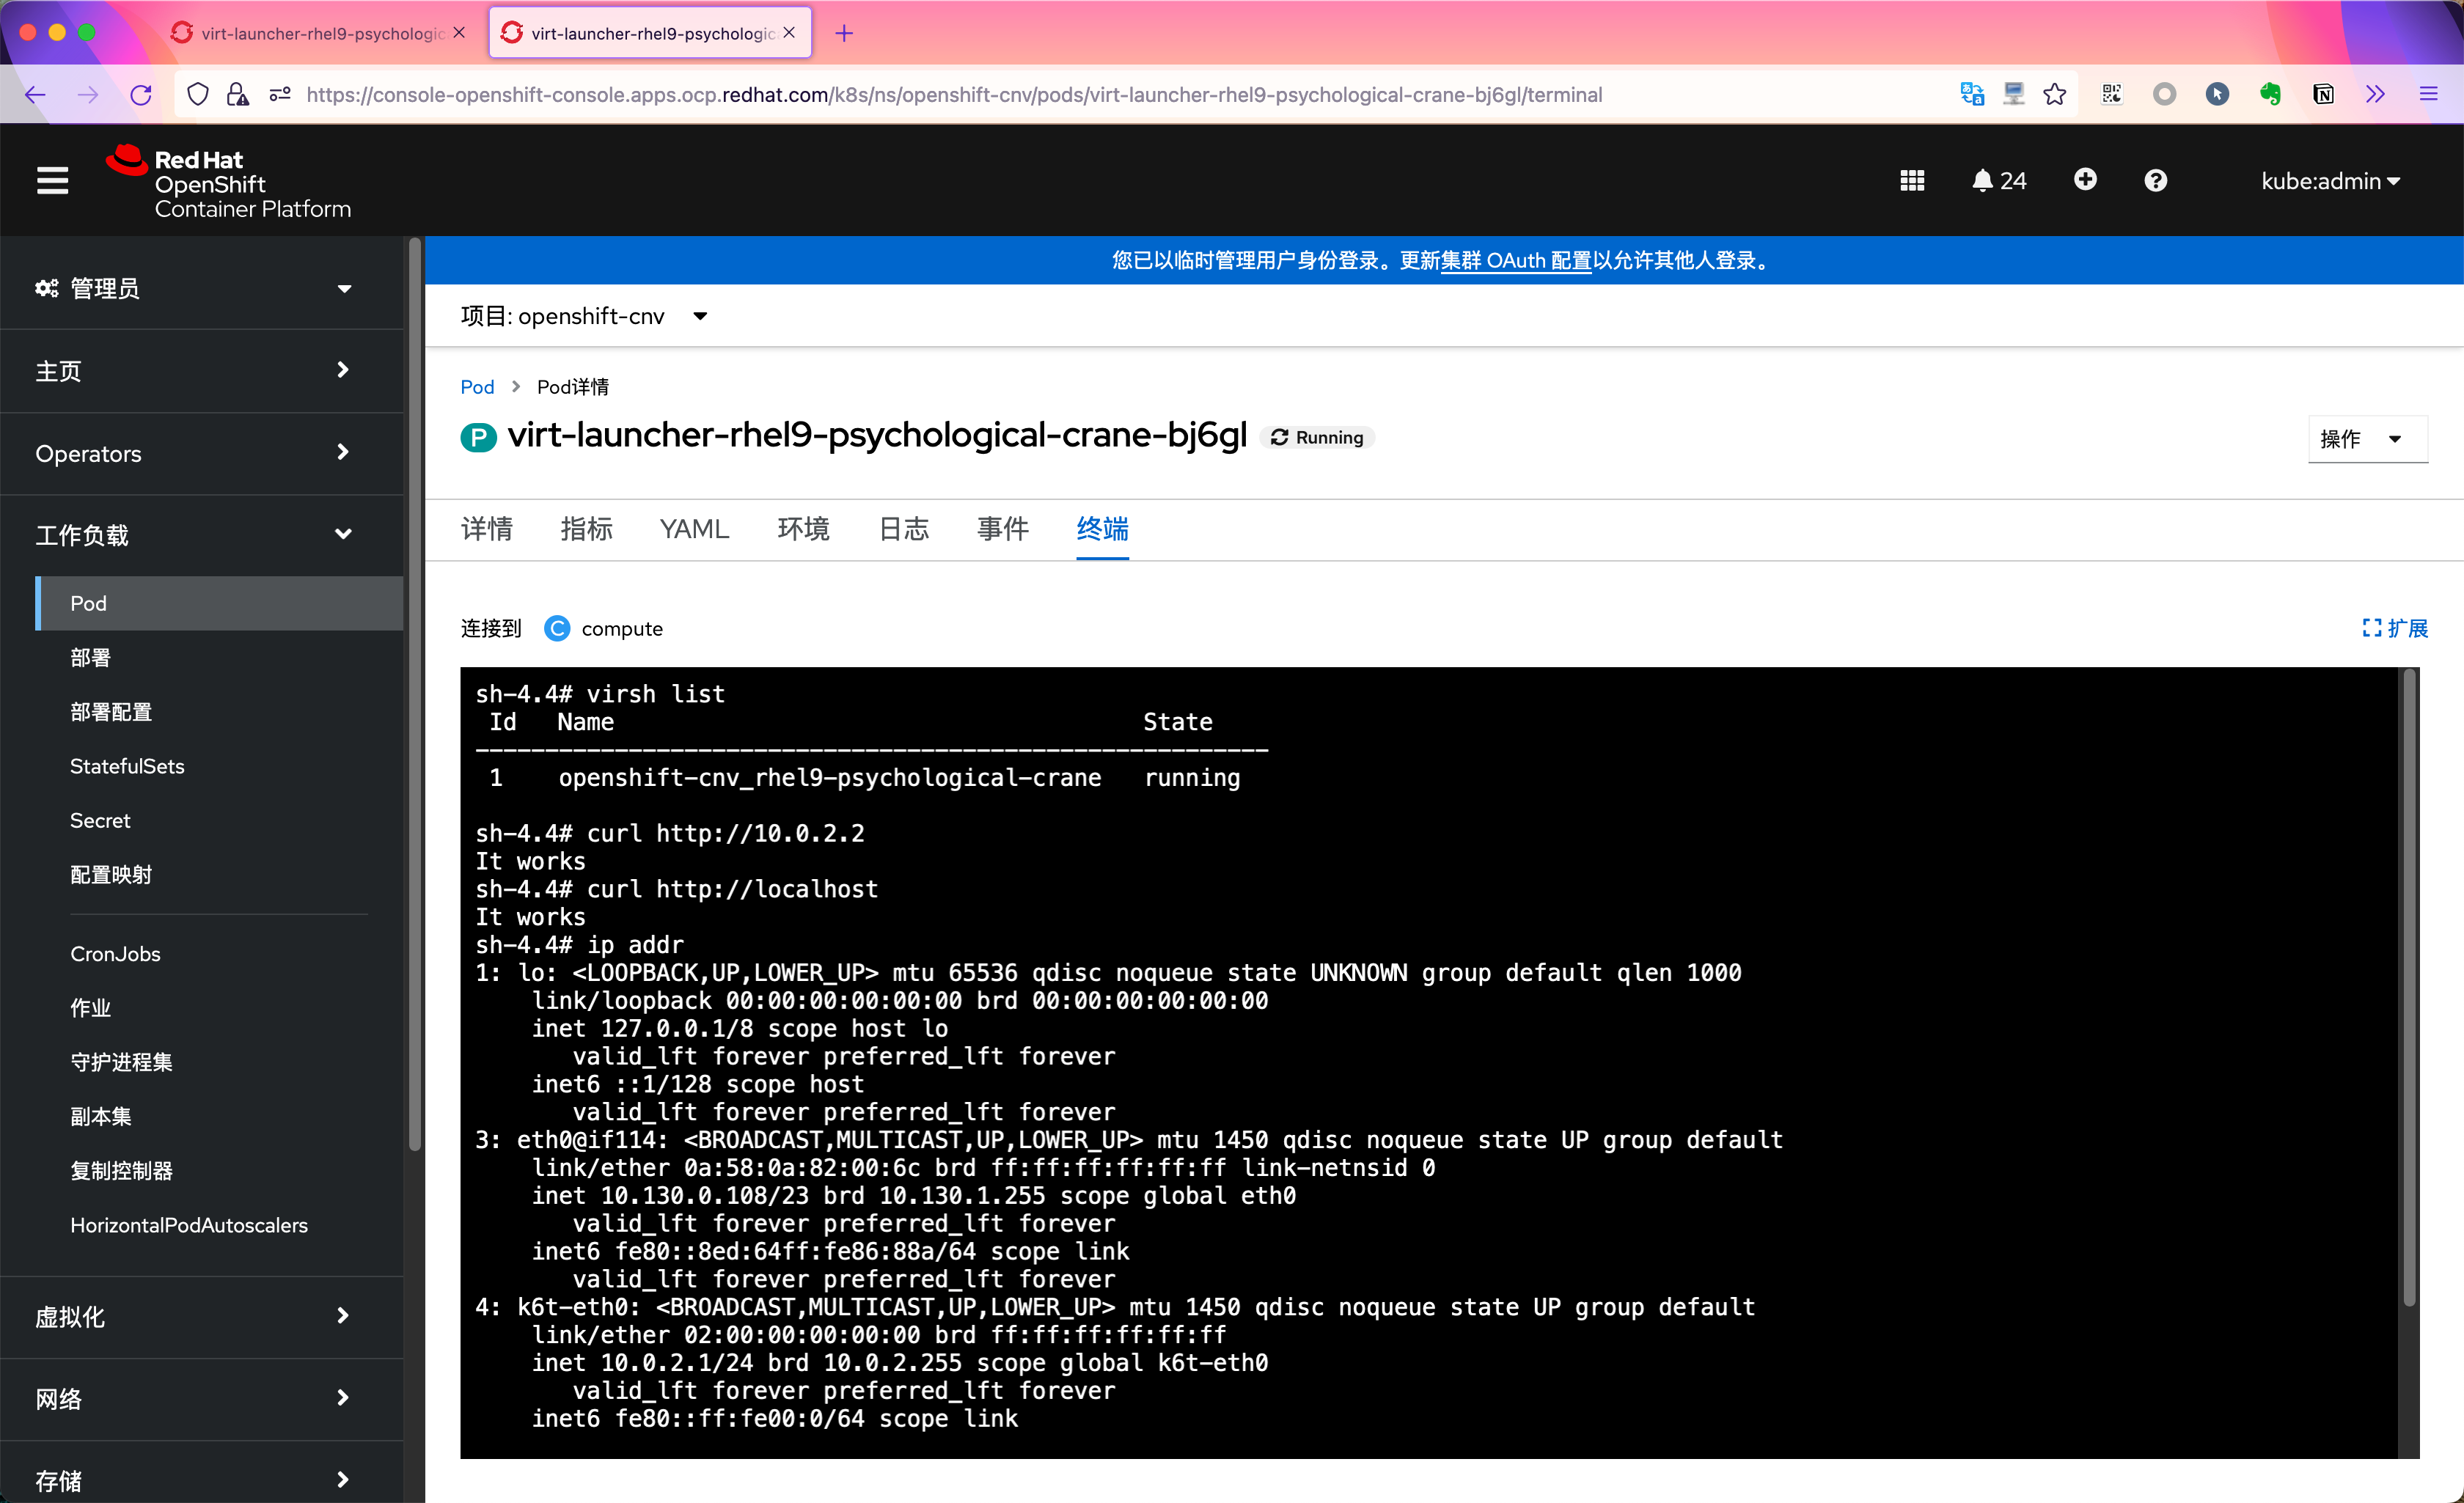 virt-launcher-rhel9-psychologic
virt-launcher-rhel9-psychologic
https://console-openshift-console.apps.ocp.redhat.com/k8s/ns/openshift-cnv/pods/virt-launcher-rhel9-psychological-crane-bj6gl/terminal
Red Hat
OpenShift
Container Platform
24
kube:admin
您已以临时管理用户身份登录。更新集群 OAuth 配置以允许其他人登录。
管理员
主页
Operators
工作负载
Pod
部署
部署配置
StatefulSets
Secret
配置映射
CronJobs
作业
守护进程集
副本集
复制控制器
HorizontalPodAutoscalers
虚拟化
网络
存储
项目: openshift-cnv
Pod > Pod详情
P virt-launcher-rhel9-psychological-crane-bj6gl Running
操作
详情 指标 YAML 环境 日志 事件 终端
连接到 C compute
扩展
sh-4.4# virsh list
 Id   Name                                      State
---------------------------------------------------------
 1    openshift-cnv_rhel9-psychological-crane   running
sh-4.4# curl http://10.0.2.2
It works
sh-4.4# curl http://localhost
It works
sh-4.4# ip addr
1: lo: <LOOPBACK,UP,LOWER_UP> mtu 65536 qdisc noqueue state UNKNOWN group default qlen 1000
    link/loopback 00:00:00:00:00:00 brd 00:00:00:00:00:00
    inet 127.0.0.1/8 scope host lo
       valid_lft forever preferred_lft forever
    inet6 ::1/128 scope host
       valid_lft forever preferred_lft forever
3: eth0@if114: <BROADCAST,MULTICAST,UP,LOWER_UP> mtu 1450 qdisc noqueue state UP group default
    link/ether 0a:58:0a:82:00:6c brd ff:ff:ff:ff:ff:ff link-netnsid 0
    inet 10.130.0.108/23 brd 10.130.1.255 scope global eth0
       valid_lft forever preferred_lft forever
    inet6 fe80::8ed:64ff:fe86:88a/64 scope link
       valid_lft forever preferred_lft forever
4: k6t-eth0: <BROADCAST,MULTICAST,UP,LOWER_UP> mtu 1450 qdisc noqueue state UP group default
    link/ether 02:00:00:00:00:00 brd ff:ff:ff:ff:ff:ff
    inet 10.0.2.1/24 brd 10.0.2.255 scope global k6t-eth0
       valid_lft forever preferred_lft forever
    inet6 fe80::ff:fe00:0/64 scope link